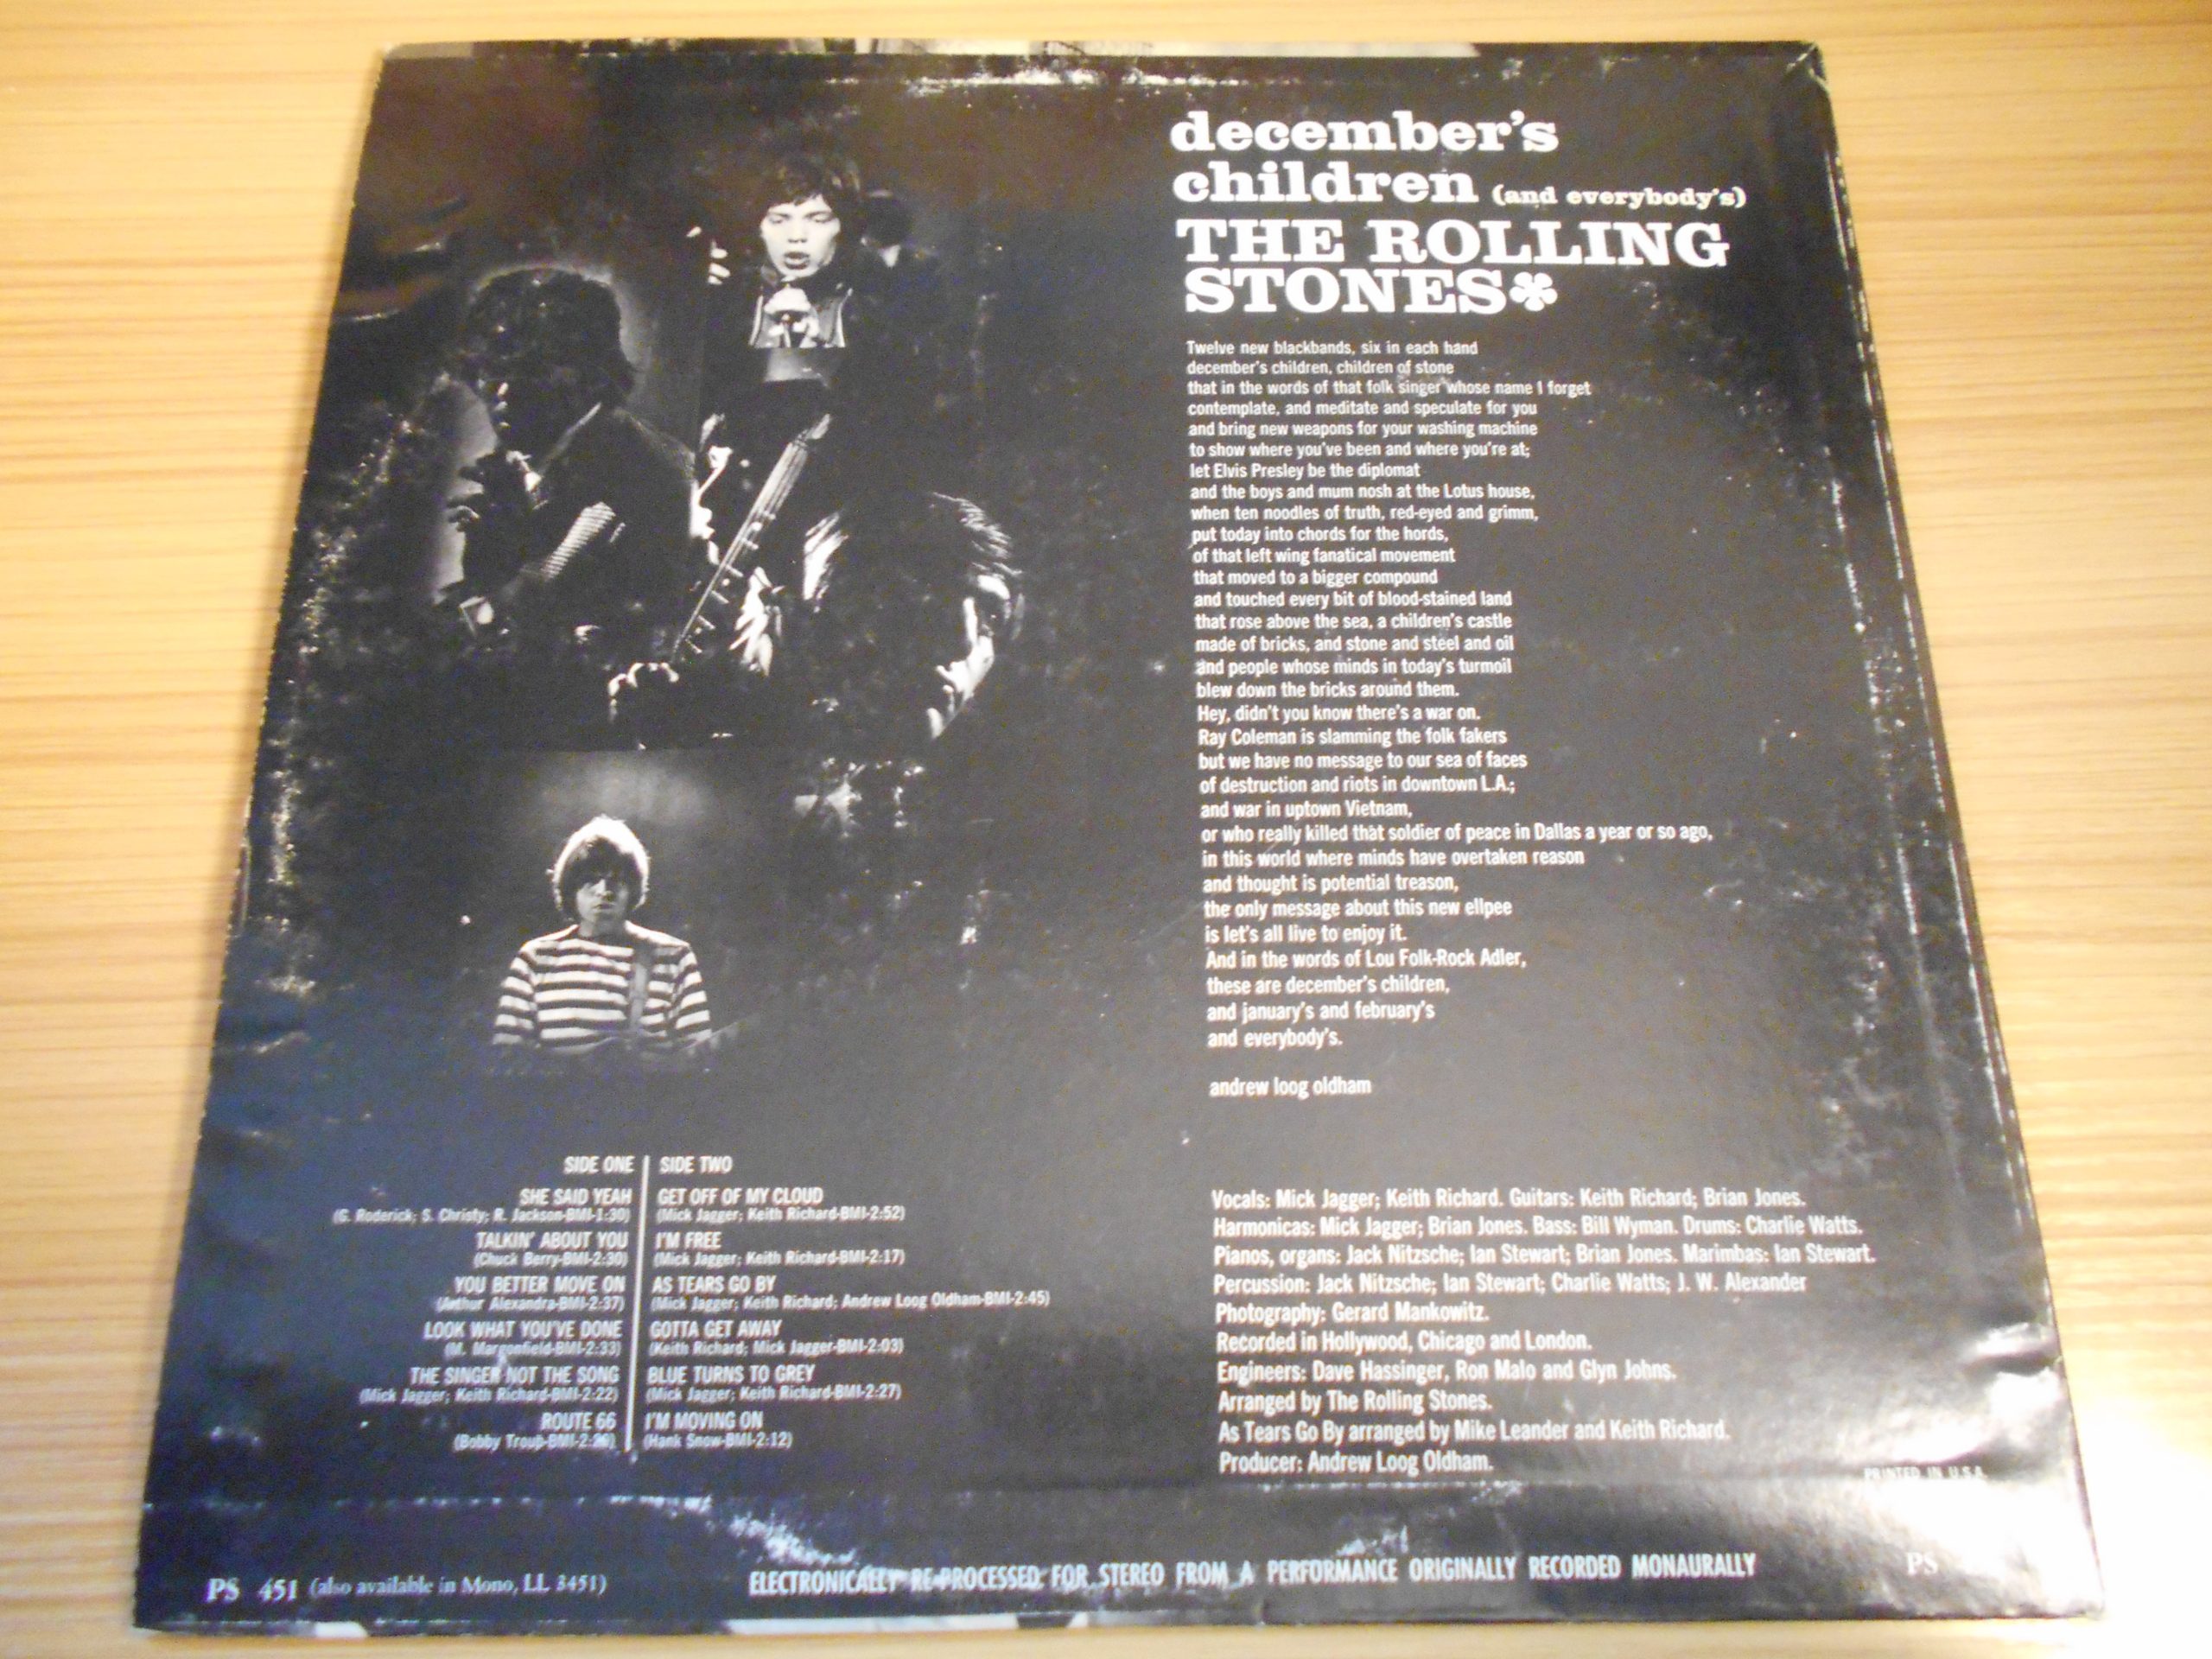 december's
children (and everybody's)
THE ROLLING
STONES*
Twelve new blackbands, six in each hand
december's children, children of stone
that in the words of that folk singer whose name I forget
contemplate, and meditate and speculate for you
and bring new weapons for your washing machine
to show where you've been and where you're at;
let Elvis Presley be the diplomat
and the boys and mum nosh at the Lotus house,
when ten noodles of truth, red-eyed and grimm,
put today into chords for the hords,
of that left wing fanatical movement
that moved to a bigger compound
and touched every bit of blood-stained land
that rose above the sea, a children's castle
made of bricks, and stone and steel and oil
and people whose minds in today's turmoil
blew down the bricks around them.
Hey, didn't you know there's a war on.
Ray Coleman is slamming the folk fakers
but we have no message to our sea of faces
of destruction and riots in downtown L.A.;
and war in uptown Vietnam,
or who really killed that soldier of peace in Dallas a year or so ago,
in this world where minds have overtaken reason
and thought is potential treason,
the only message about this new ellpee
is let's all live to enjoy it.
And in the words of Lou Folk-Rock Adler,
these are december's children,
and january's and february's
and everybody's.
andrew loog oldham
SIDE ONE
SHE SAID YEAH
(G. Roderick; S. Christy; R. Jackson-BMI-1:30)
TALKIN' ABOUT YOU
(Chuck Berry-BMI-2:30)
YOU BETTER MOVE ON
(Arthur Alexandra-BMI-2:37)
LOOK WHAT YOU'VE DONE
(M. Margonfield-BMI-2:33)
THE SINGER NOT THE SONG
(Mick Jagger; Keith Richard-BMI-2:22)
ROUTE 66
(Bobby Troup-BMI-
SIDE TWO
GET OFF OF MY CLOUD
(Mick Jagger; Keith Richard-BMI-2:52)
I'M FREE
(Mick Jagger; Keith Richard-BMI-2:17)
AS TEARS GO BY
(Mick Jagger; Keith Richard; Andrew Loog Oldham-BMI-2:45)
GOTTA GET AWAY
(Keith Richard; Mick Jagger-BMI-2:03)
BLUE TURNS TO GREY
(Mick Jagger; Keith Richard-BMI-2:27)
I'M MOVING ON
(Hank Snow-BMI-2:12)
Vocals: Mick Jagger; Keith Richard. Guitars: Keith Richard; Brian Jones.
Harmonicas: Mick Jagger; Brian Jones. Bass: Bill Wyman. Drums: Charlie Watts.
Pianos, organs: Jack Nitzsche; Ian Stewart; Brian Jones. Marimbas: Ian Stewart.
Percussion: Jack Nitzsche; Ian Stewart; Charlie Watts; J. W. Alexander
Photography: Gerard Mankowitz.
Recorded in Hollywood, Chicago and London.
Engineers: Dave Hassinger, Ron Malo and Glyn Johns.
Arranged by The Rolling Stones.
As Tears Go By arranged by Mike Leander and Keith Richard.
Producer: Andrew Loog Oldham.
PRINTED IN U.S.A.
PS 451 (also available in Mono, LL 3451)
ELECTRONICALLY RE-PROCESSED FOR STEREO FROM A PERFORMANCE ORIGINALLY RECORDED MONAURALLY
PS